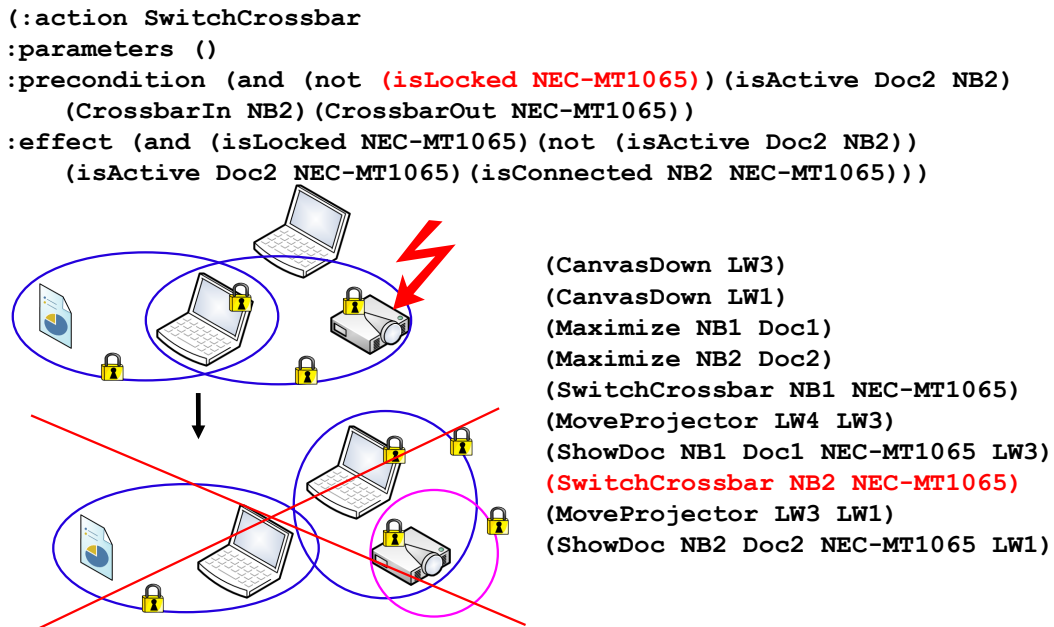 (:action SwitchCrossbar
:parameters ()
:precondition (and (not (isLocked NEC-MT1065))(isActive Doc2 NB2)
(CrossbarIn NB2)(CrossbarOut NEC-MT1065))
:effect (and (isLocked NEC-MT1065)(not (isActive Doc2 NB2))
(isActive Doc2 NEC-MT1065)(isConnected NB2 NEC-MT1065)))
(CanvasDown LW3)
(CanvasDown LW1)
(Maximize NB1 Doc1)
(Maximize NB2 Doc2)
(SwitchCrossbar NB1 NEC-MT1065)
(MoveProjector LW4 LW3)
(ShowDoc NB1 Doc1 NEC-MT1065 LW3)
(SwitchCrossbar NB2 NEC-MT1065)
(MoveProjector LW3 LW1)
(ShowDoc NB2 Doc2 NEC-MT1065 LW1)